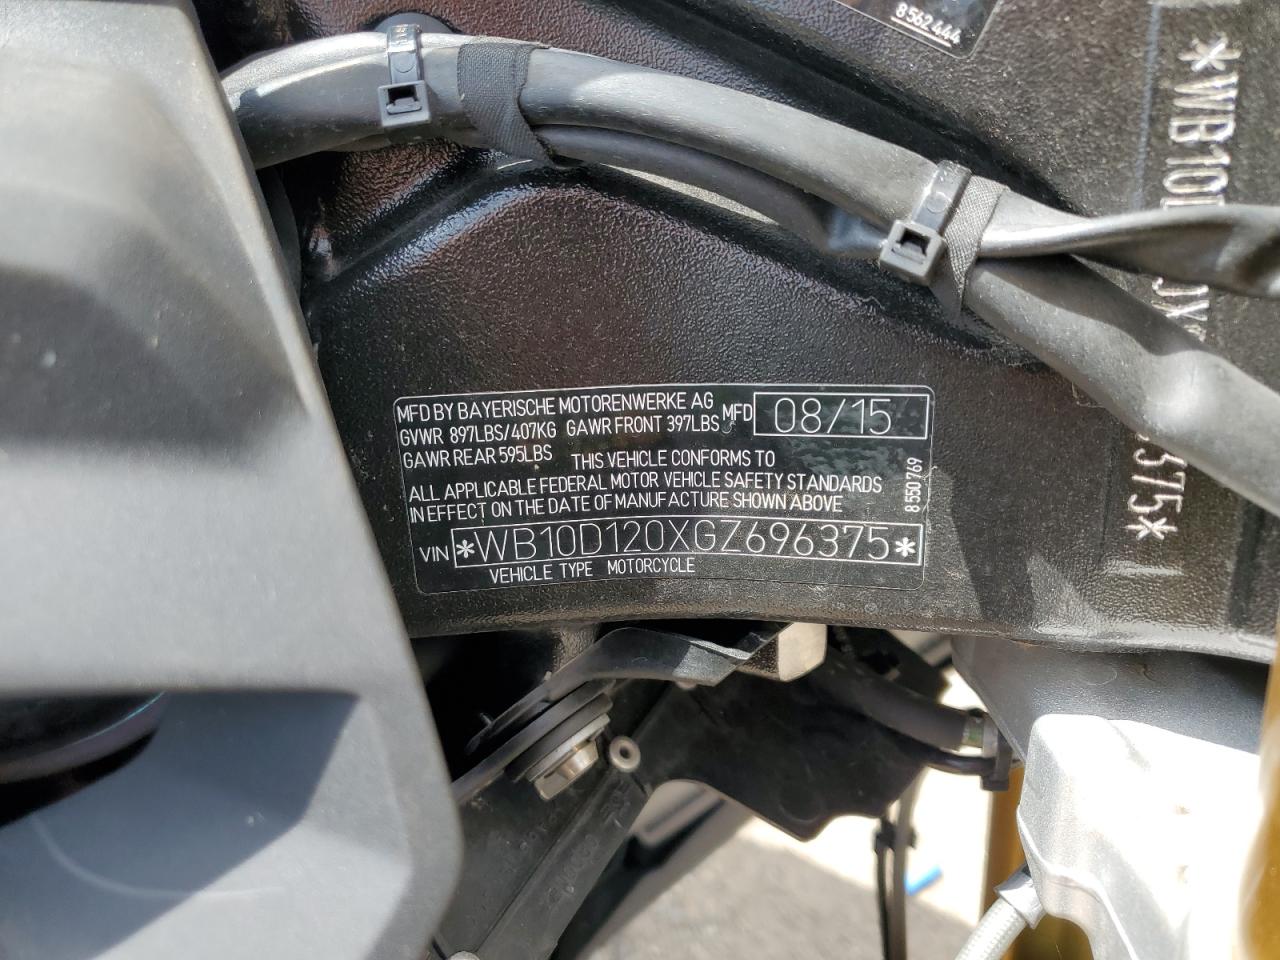 8562444
MFD BY BAYERISCHE MOTORENWERKE AG
GVWR 897LBS/407KG GAWR FRONT 397LBS MFD 08/15
GAWR REAR 595LBS THIS VEHICLE CONFORMS TO
ALL APPLICABLE FEDERAL MOTOR VEHICLE SAFETY STANDARDS
IN EFFECT ON THE DATE OF MANUFACTURE SHOWN ABOVE
8550769
VIN *WB10D120XGZ696375*
VEHICLE TYPE MOTORCYCLE
*WB10
375*